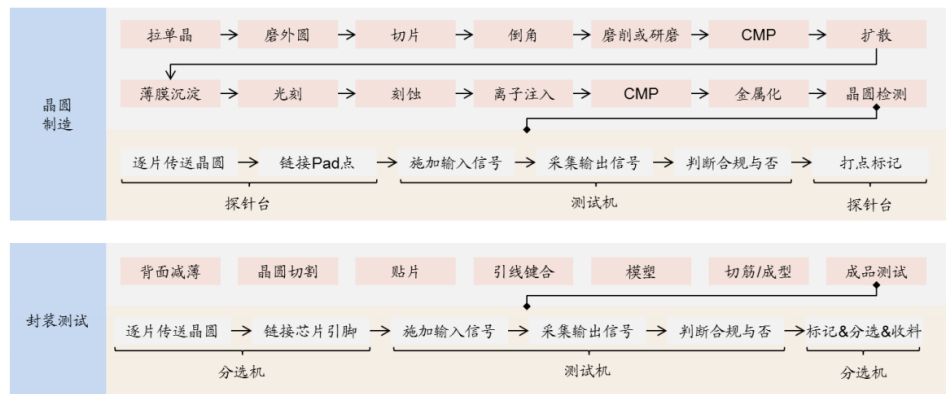 晶圆
制造
拉单晶 磨外圆 切片 倒角 磨削或研磨 CMP 扩散
薄膜沉淀 光刻 刻蚀 离子注入 CMP 金属化 晶圆检测
逐片传送晶圆 链接Pad点 施加输入信号 采集输出信号 判断合规与否 打点标记
探针台 测试机 探针台
封装测试
背面减薄 晶圆切割 贴片 引线键合 模塑 切筋/成型 成品测试
逐片传送晶圆 链接芯片引脚 施加输入信号 采集输出信号 判断合规与否 标记&分选&收料
分选机 测试机 分选机